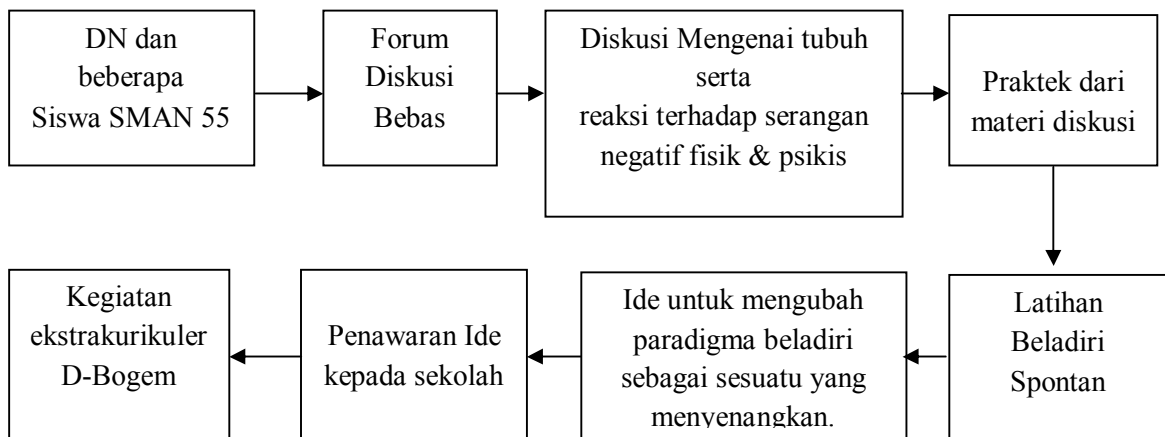 DN dan
beberapa
Siswa SMAN 55
Forum
Diskusi
Bebas
Diskusi Mengenai tubuh
serta
reaksi terhadap serangan
negatif fisik & psikis
Praktek dari
materi diskusi
Latihan
Beladiri
Spontan
Ide untuk mengubah
paradigma beladiri
sebagai sesuatu yang
menyenangkan.
Penawaran Ide
kepada sekolah
Kegiatan
ekstrakurikuler
D-Bogem